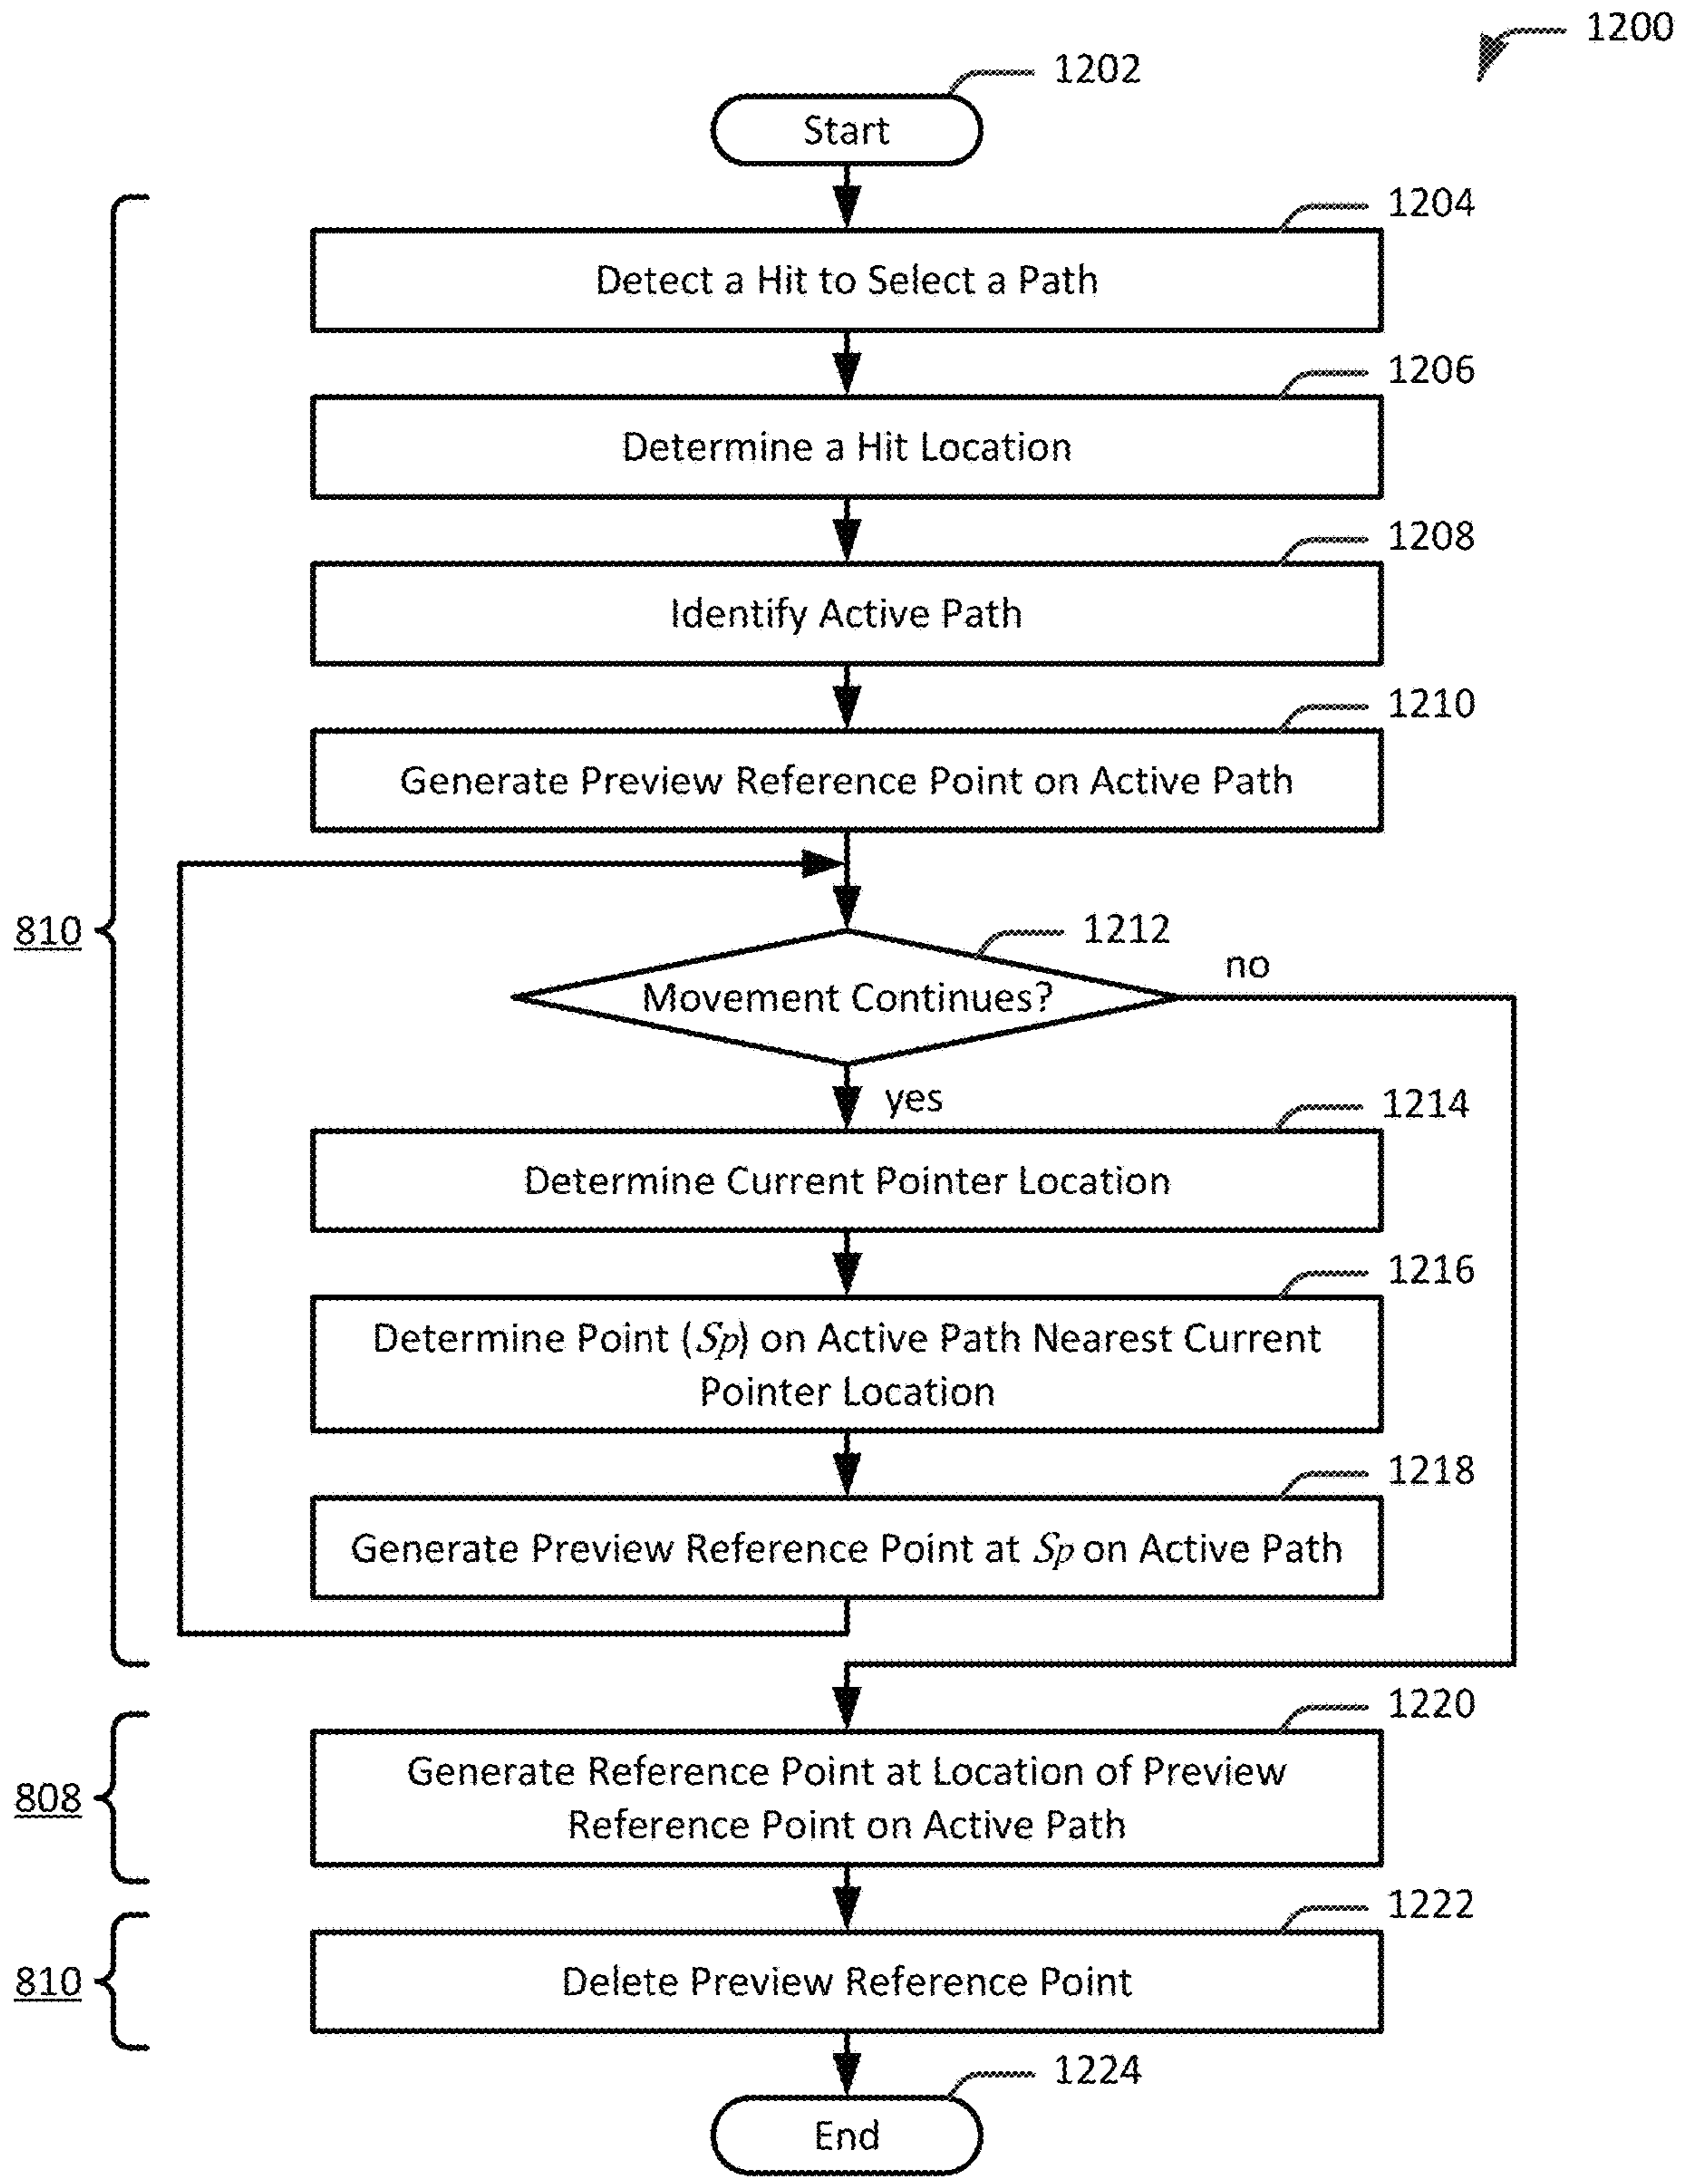 1200
1202
Start
1204
Detect a Hit to Select a Path
1206
Determine a Hit Location
1208
Identify Active Path
1210
Generate Preview Reference Point on Active Path
810
1212
no
Movement Continues?
yes
1214
Determine Current Pointer Location
1216
Determine Point (Sp) on Active Path Nearest Current
Pointer Location
1218
Generate Preview Reference Point at Sp on Active Path
1220
808
Generate Reference Point at Location of Preview
Reference Point on Active Path
1222
810
Delete Preview Reference Point
1224
End